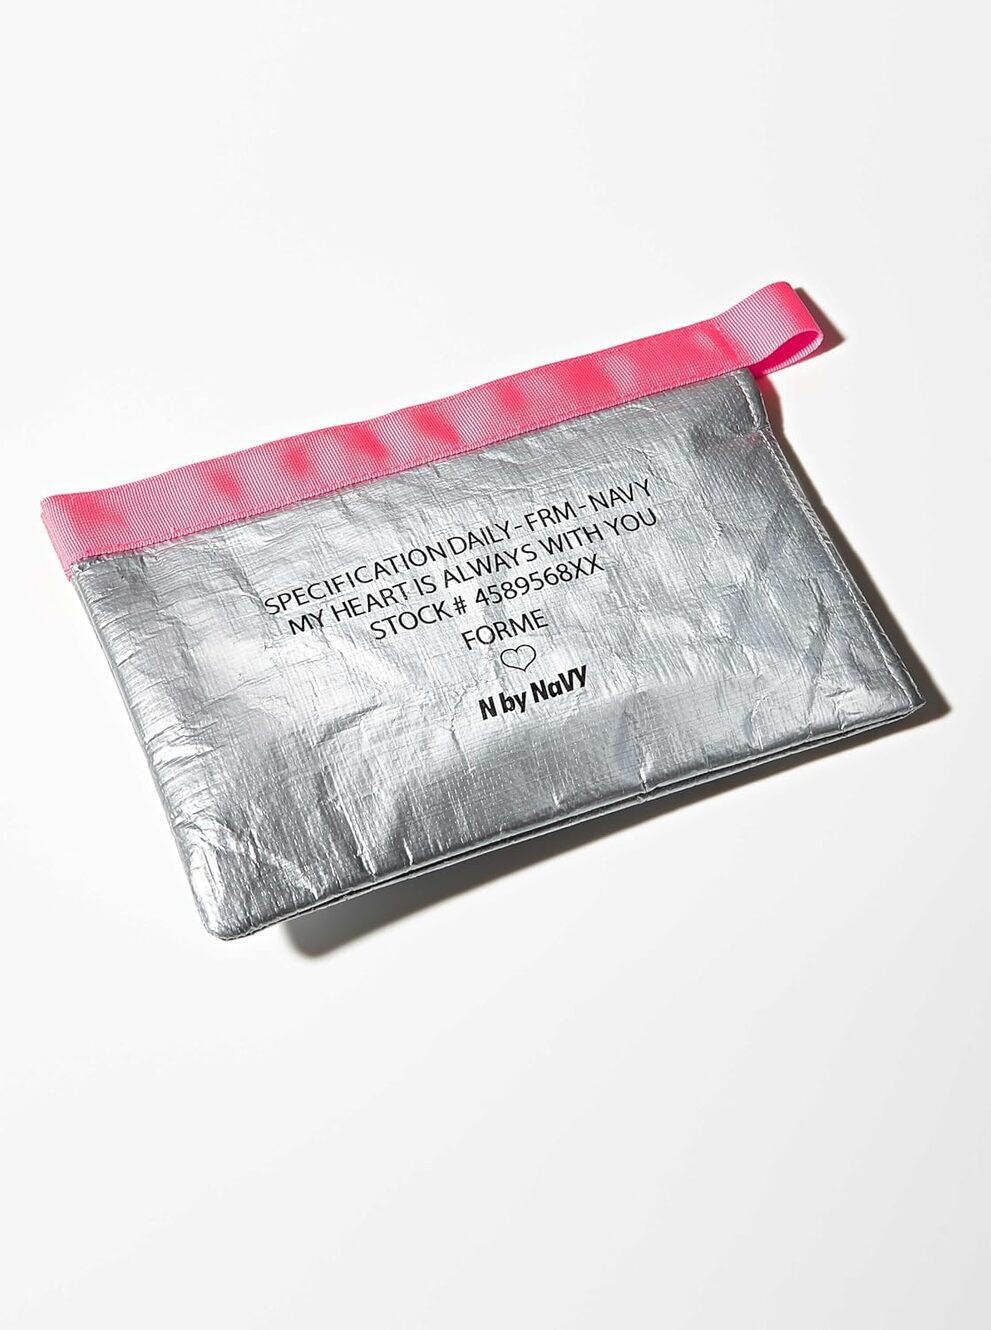 SPECIFICATION DAILY - FRM - NAVY
MY HEART IS ALWAYS WITH YOU
STOCK # 4589568XX
FORME
N by NaVY